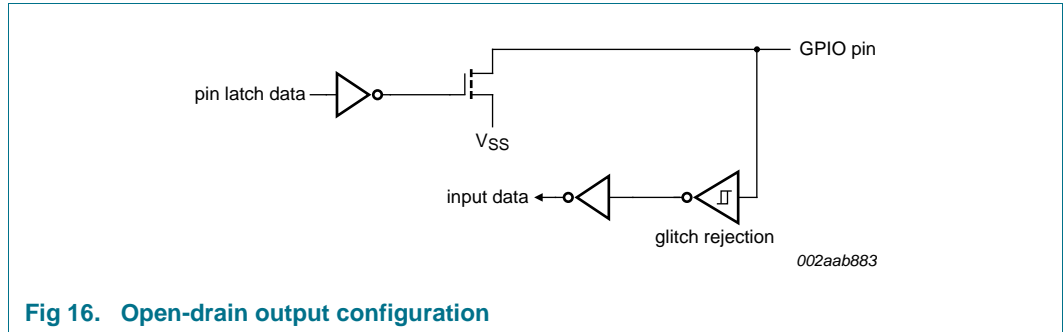 GPIO pin
pin latch data
VSS
input data
glitch rejection
002aab883
Fig 16. Open-drain output configuration